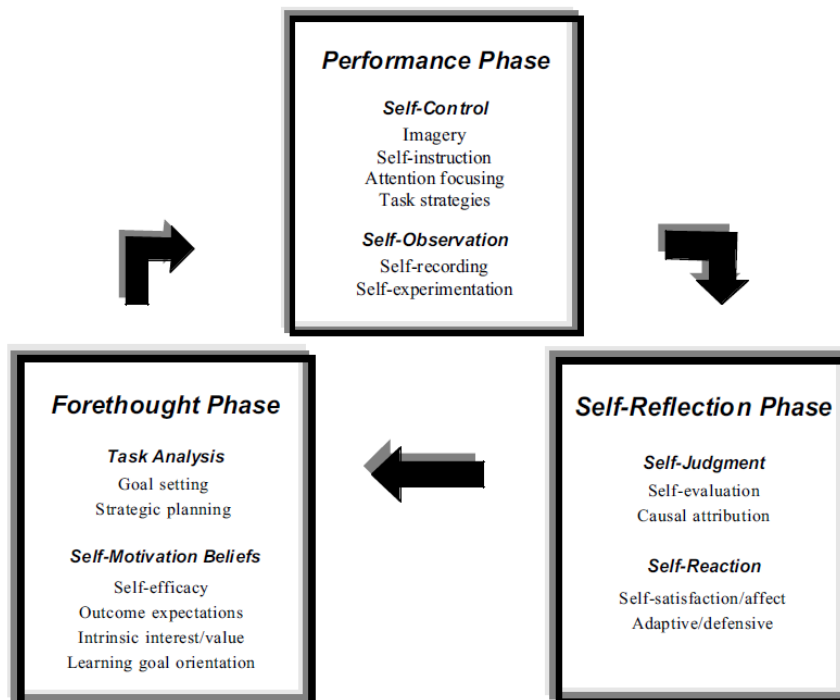 Performance Phase
Self-Control
Imagery
Self-instruction
Attention focusing
Task strategies
Self-Observation
Self-recording
Self-experimentation
Forethought Phase
Task Analysis
Goal setting
Strategic planning
Self-Motivation Beliefs
Self-efficacy
Outcome expectations
Intrinsic interest/value
Learning goal orientation
Self-Reflection Phase
Self-Judgment
Self-evaluation
Causal attribution
Self-Reaction
Self-satisfaction/affect
Adaptive/defensive